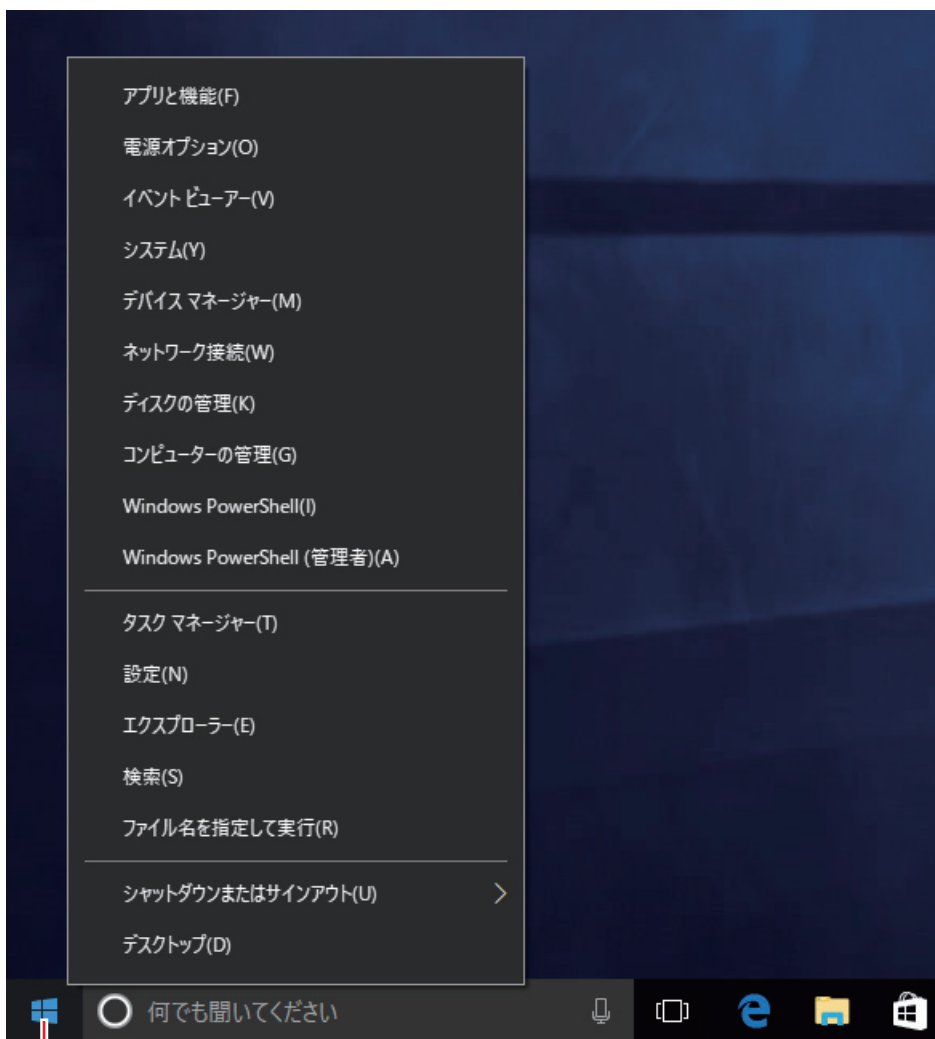 アプリと機能(F)
電源オプション(O)
イベント ビューアー(V)
システム(Y)
デバイス マネージャー(M)
ネットワーク接続(W)
ディスクの管理(K)
コンピューターの管理(G)
Windows PowerShell(I)
Windows PowerShell (管理者)(A)
タスク マネージャー(T)
設定(N)
エクスプローラー(E)
検索(S)
ファイル名を指定して実行(R)
シャットダウンまたはサインアウト(U)
デスクトップ(D)
何でも聞いてください